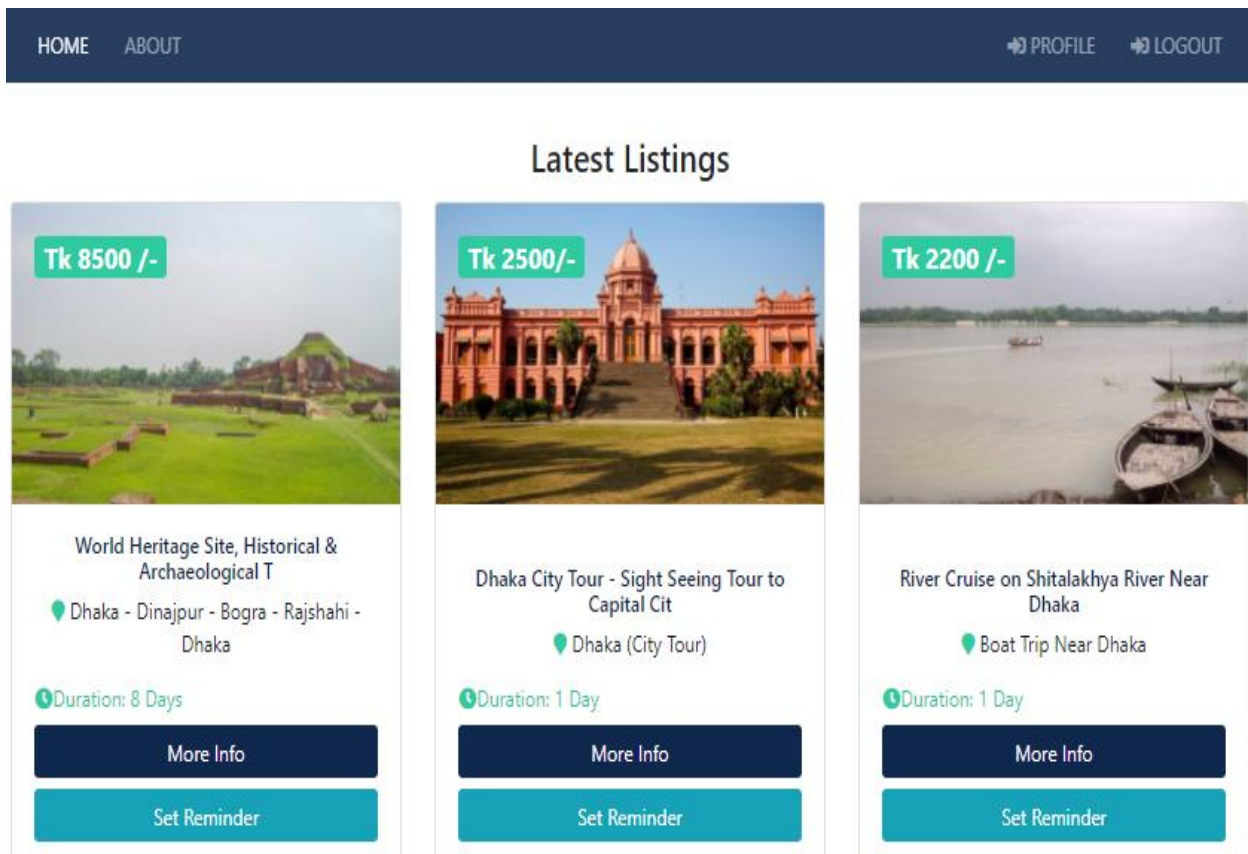 HOME ABOUT PROFILE LOGOUT
Latest Listings
Tk 8500 /-
World Heritage Site, Historical &
Archaeological T
Dhaka - Dinajpur - Bogra - Rajshahi -
Dhaka
Duration: 8 Days
More Info
Set Reminder
Tk 2500/-
Dhaka City Tour - Sight Seeing Tour to
Capital Cit
Dhaka (City Tour)
Duration: 1 Day
More Info
Set Reminder
Tk 2200 /-
River Cruise on Shitalakhya River Near
Dhaka
Boat Trip Near Dhaka
Duration: 1 Day
More Info
Set Reminder